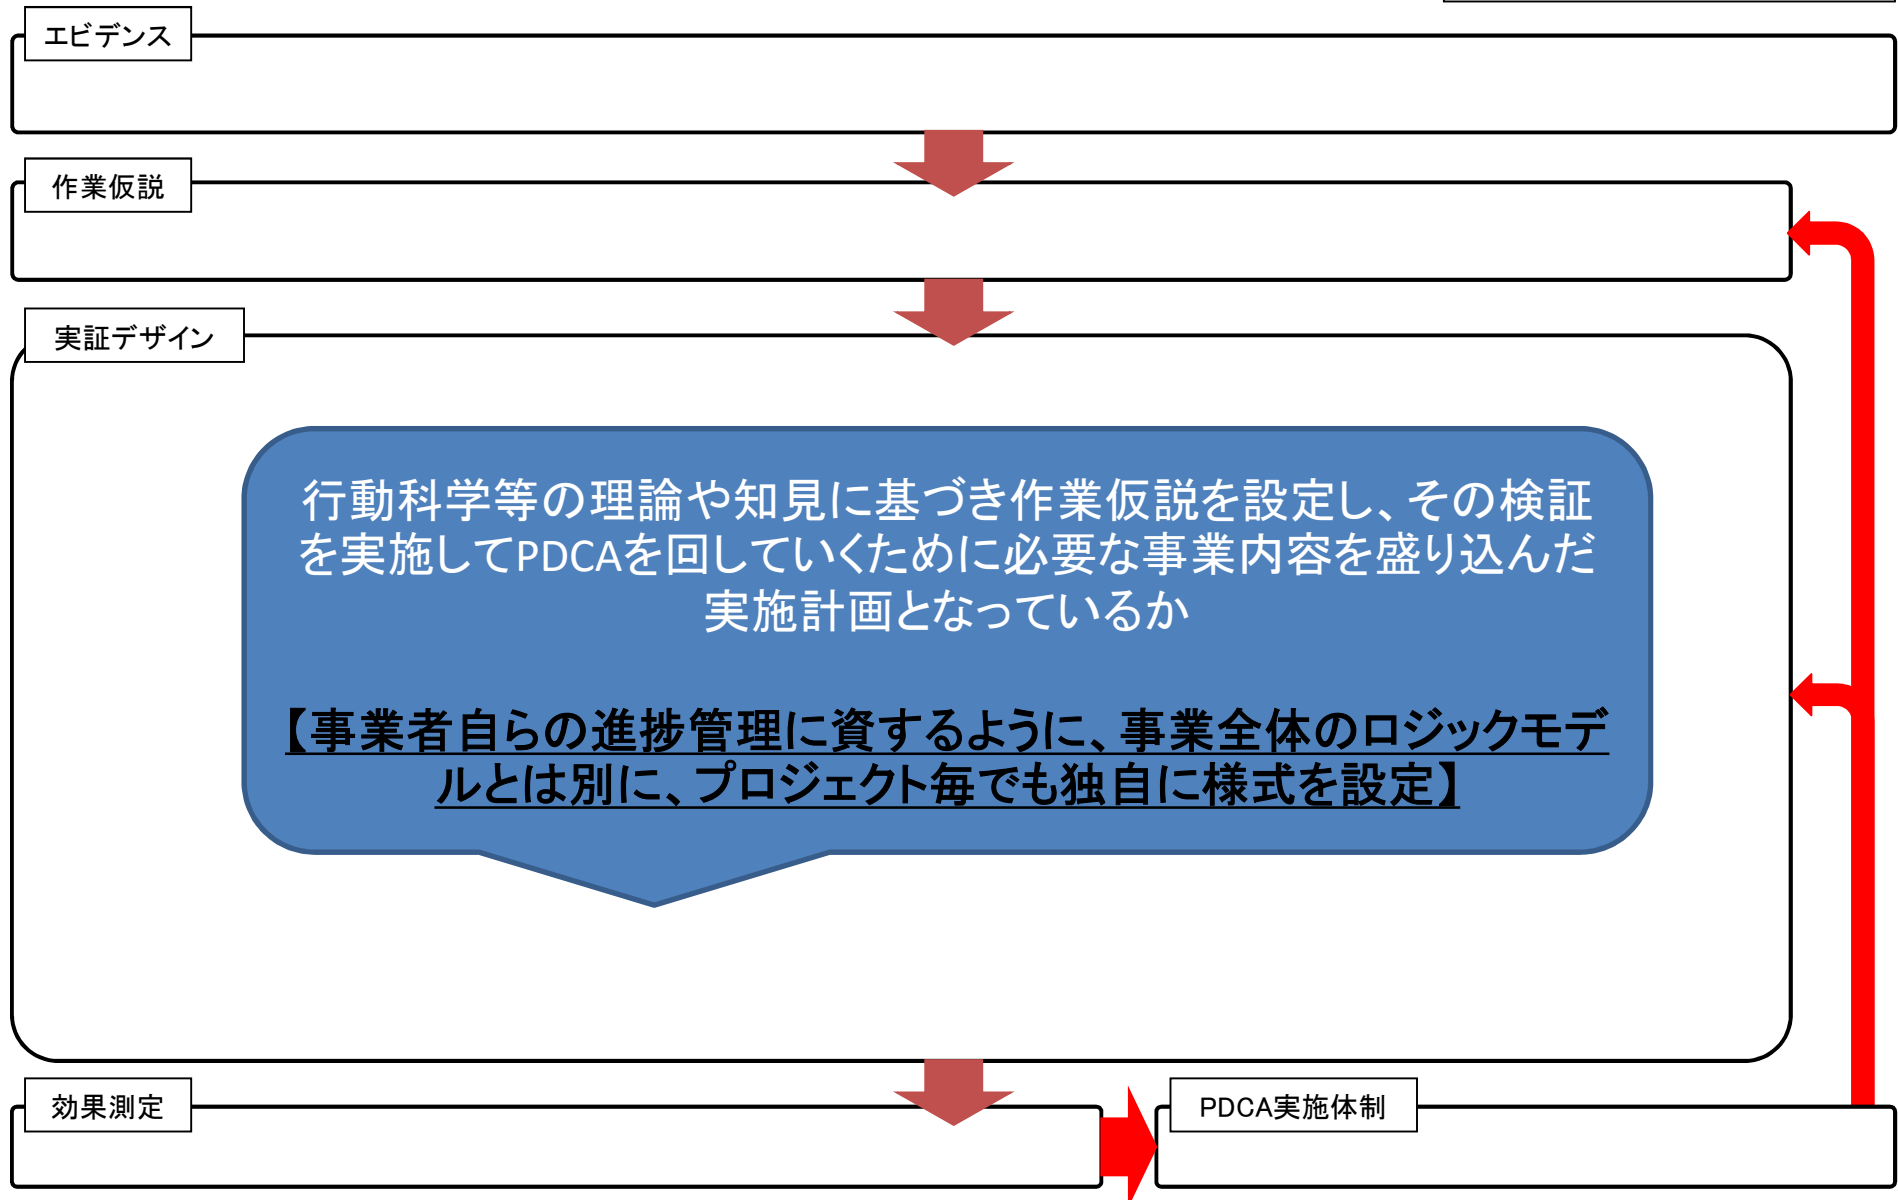 エビデンス
作業仮説
実証デザイン
行動科学等の理論や知見に基づき作業仮説を設定し、その検証
を実施してPDCAを回していくために必要な事業内容を盛り込んだ
実施計画となっているか
【事業者自らの進捗管理に資するように、事業全体のロジックモデ
ルとは別に、プロジェクト毎でも独自に様式を設定】
効果測定
PDCA実施体制